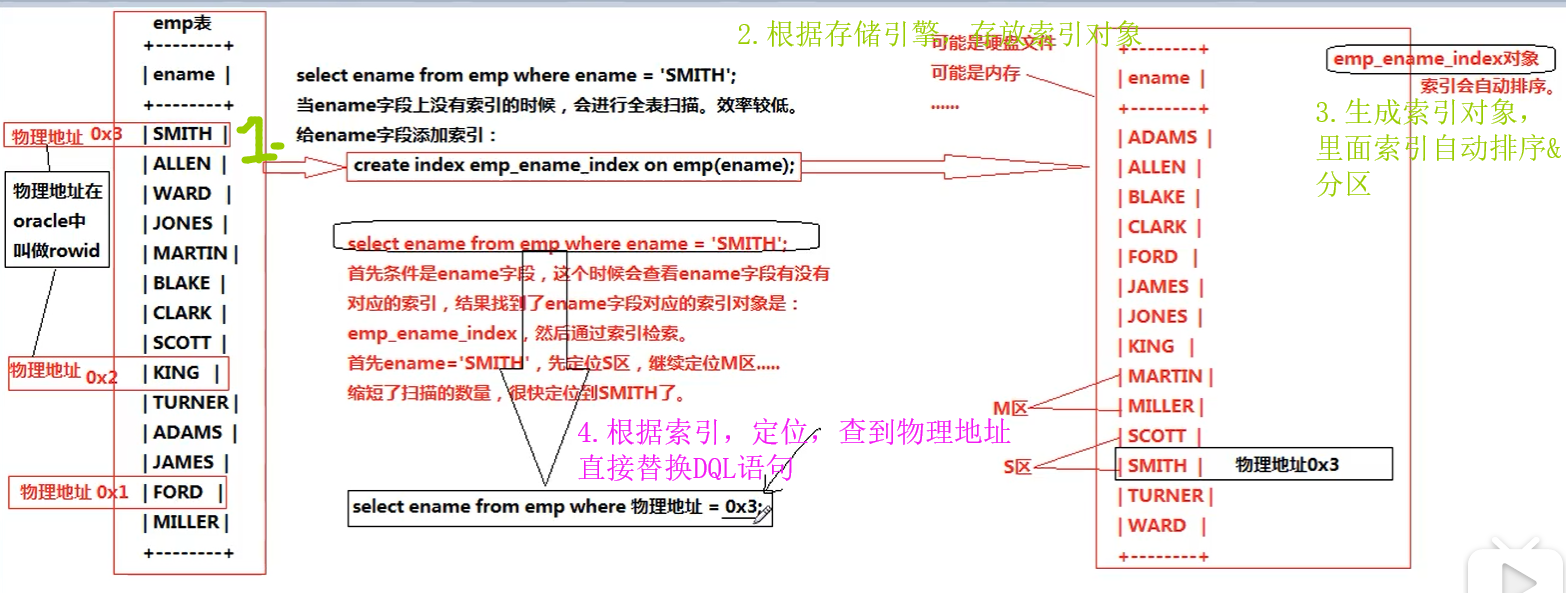 emp表
+--------+
| ename |
+--------+
| SMITH |
| ALLEN |
| WARD |
| JONES |
| MARTIN |
| BLAKE |
| CLARK |
| SCOTT |
| KING |
| TURNER |
| ADAMS |
| JAMES |
| FORD |
| MILLER |
+--------+
物理地址 0x3
物理地址在
oracle中
叫做rowid
物理地址 0x2
物理地址 0x1
1.
select ename from emp where ename = 'SMITH';
当ename字段上没有索引的时候，会进行全表扫描。效率较低。
给ename字段添加索引：
create index emp_ename_index on emp(ename);
select ename from emp where ename = 'SMITH';
首先条件是ename字段，这个时候会查看ename字段有没有
对应的索引，结果找到了ename字段对应的索引对象是：
emp_ename_index，然后通过索引检索。
首先ename='SMITH'，先定位S区，继续定位M区.....
缩短了扫描的数量，很快定位到SMITH了。
4.根据索引，定位，查到物理地址
直接替换DQL语句
select ename from emp where 物理地址 = 0x3;
2.根据存储引擎，存放索引对象
可能是硬盘文件
可能是内存
......
+--------+
| ename |
+--------+
| ADAMS |
| ALLEN |
| BLAKE |
| CLARK |
| FORD |
| JAMES |
| JONES |
| KING |
| MARTIN |
| MILLER |
| SCOTT |
| SMITH | 物理地址0x3
| TURNER |
| WARD |
+--------+
M区
S区
emp_ename_index对象
索引会自动排序。
3.生成索引对象，
里面索引自动排序&
分区